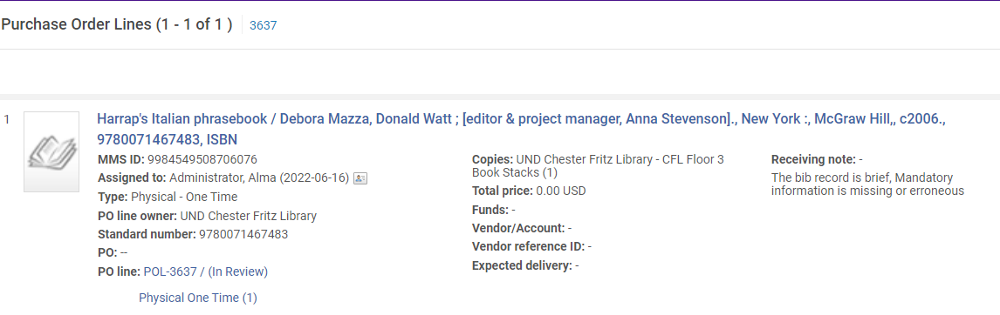 Purchase Order Lines (1 - 1 of 1 ) 3637
1
Harrap's Italian phrasebook / Debora Mazza, Donald Watt ; [editor & project manager, Anna Stevenson]., New York :, McGraw Hill,, c2006.,
9780071467483, ISBN
MMS ID: 9984549508706076
Assigned to: Administrator, Alma (2022-06-16)
Type: Physical - One Time
PO line owner: UND Chester Fritz Library
Standard number: 9780071467483
PO: --
PO line: POL-3637 / (In Review)
Physical One Time (1)
Copies: UND Chester Fritz Library - CFL Floor 3
Book Stacks (1)
Total price: 0.00 USD
Funds: -
Vendor/Account: -
Vendor reference ID: -
Expected delivery: -
Receiving note: -
The bib record is brief, Mandatory
information is missing or erroneous